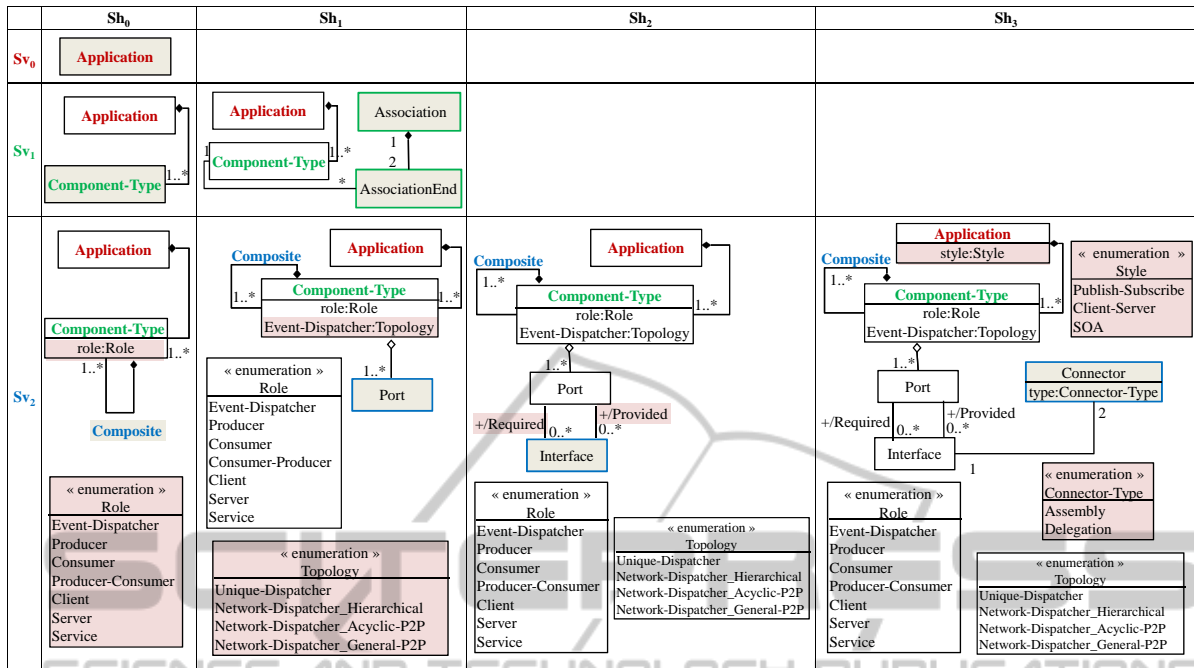 Sh0
Sh1
Sh2
Sh3
Sv0
Application
Sv1
Application
Component-Type
1..*
Application
Component-Type
1..*
1
*
Association
1
2
AssociationEnd
Sv2
Application
Component-Type
role:Role
1..*
1..*
Composite
« enumeration »
Role
Event-Dispatcher
Producer
Consumer
Producer-Consumer
Client
Server
Service
Composite
Application
Component-Type
role:Role
Event-Dispatcher:Topology
1..*
1..*
1..*
Port
« enumeration »
Role
Event-Dispatcher
Producer
Consumer
Consumer-Producer
Client
Server
Service
« enumeration »
Topology
Unique-Dispatcher
Network-Dispatcher_Hierarchical
Network-Dispatcher_Acyclic-P2P
Network-Dispatcher_General-P2P
Composite
Application
Component-Type
role:Role
Event-Dispatcher:Topology
1..*
1..*
1..*
Port
+/Required
+/Provided
0..*
0..*
Interface
« enumeration »
Role
Event-Dispatcher
Producer
Consumer
Producer-Consumer
Client
Server
Service
« enumeration »
Topology
Unique-Dispatcher
Network-Dispatcher_Hierarchical
Network-Dispatcher_Acyclic-P2P
Network-Dispatcher_General-P2P
Composite
Application
style:Style
Component-Type
role:Role
Event-Dispatcher:Topology
1..*
1..*
1..*
« enumeration »
Style
Publish-Subscribe
Client-Server
SOA
Port
+/Required
+/Provided
0..*
0..*
Interface
1
Connector
type:Connector-Type
2
« enumeration »
Connector-Type
Assembly
Delegation
« enumeration »
Role
Event-Dispatcher
Producer
Consumer
Producer-Consumer
Client
Server
Service
« enumeration »
Topology
Unique-Dispatcher
Network-Dispatcher_Hierarchical
Network-Dispatcher_Acyclic-P2P
Network-Dispatcher_General-P2P
SCITEPRESS
SCIENCE AND TECHNOLOGY PUBLICATIONS